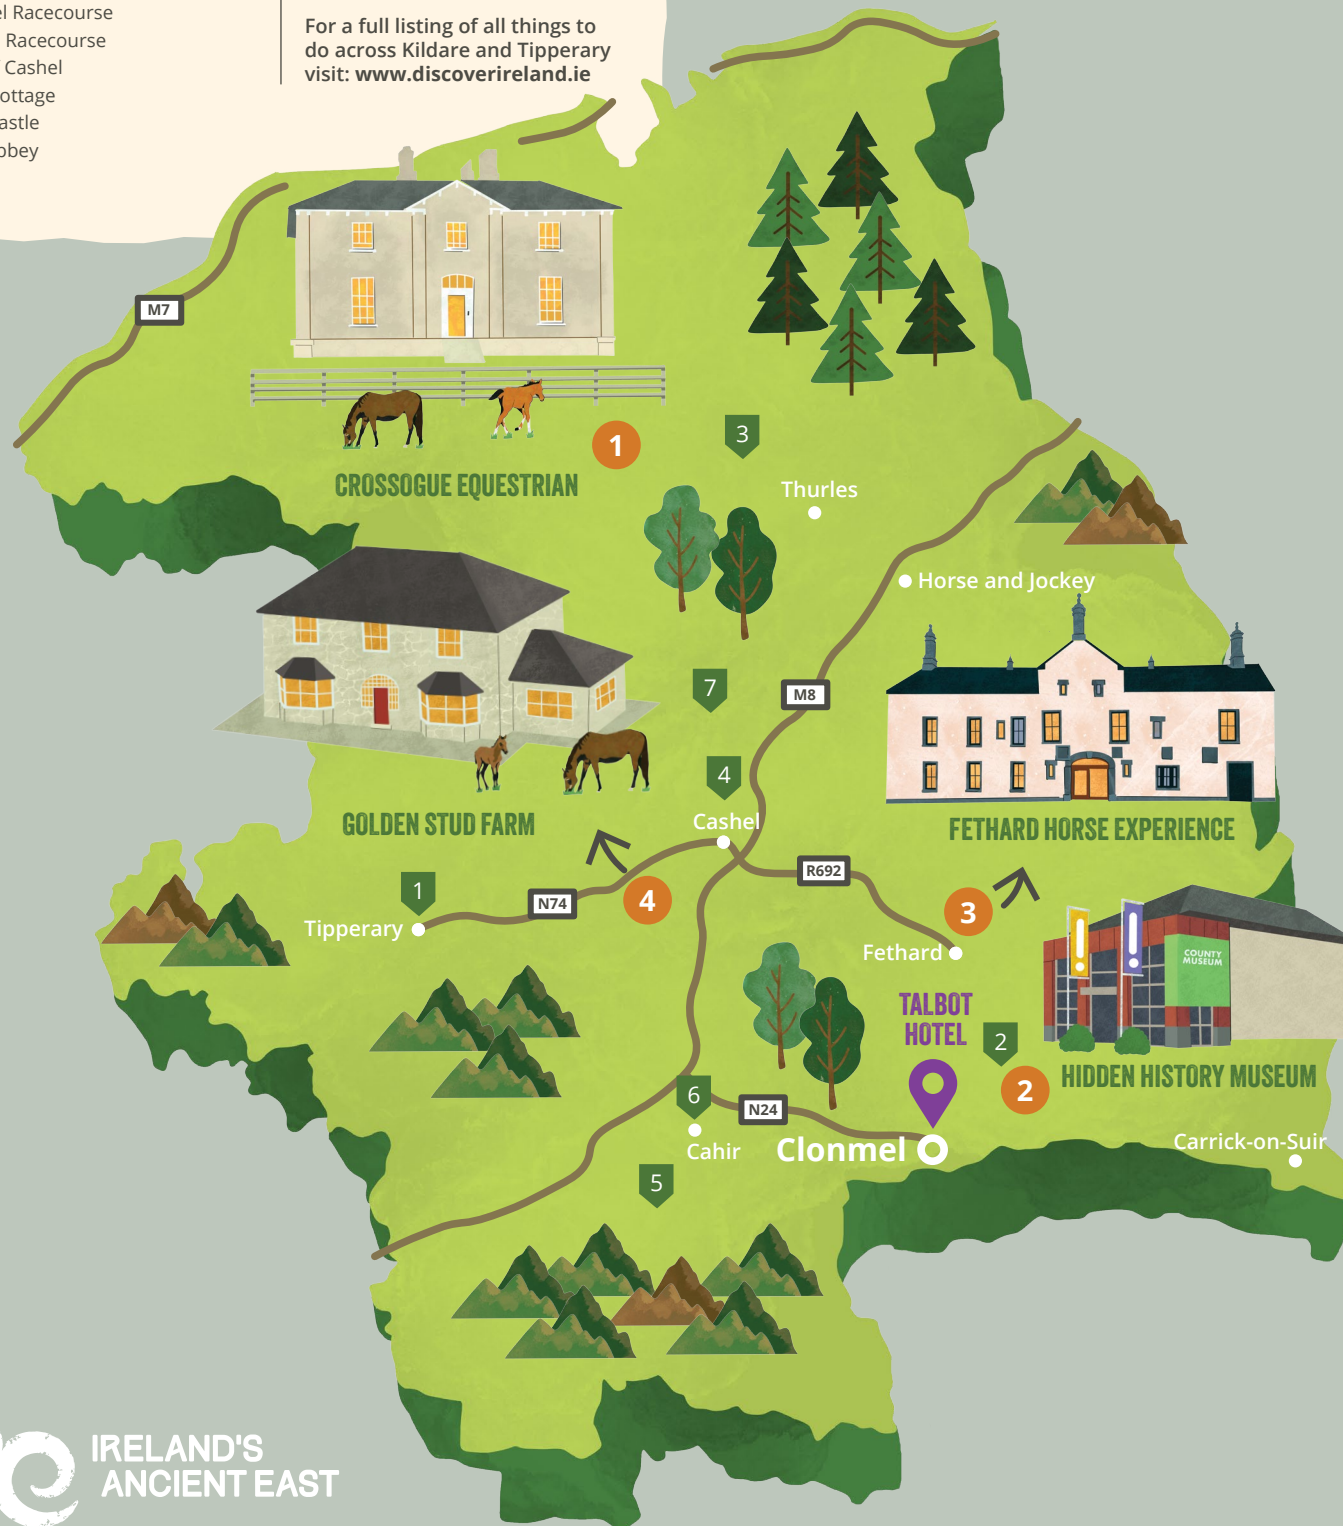 Racecourse
Racecourse
Cashel
For a full listing of all things to
do across Kildare and Tipperary
visit: www.discoverireland.ie
M7
1
3
CROSSOGUE EQUESTRIAN
Thurles
Horse and Jockey
7
M8
4
Cashel
GOLDEN STUD FARM
FETHARD HORSE EXPERIENCE
R692
1
N74
4
3
Tipperary
Fethard
COUNTY
MUSEUM
TALBOT
HOTEL
2
HIDDEN HISTORY MUSEUM
2
6
N24
Cahir
Clonmel
Carrick-on-Suir
5
IRELAND'S
ANCIENT EAST